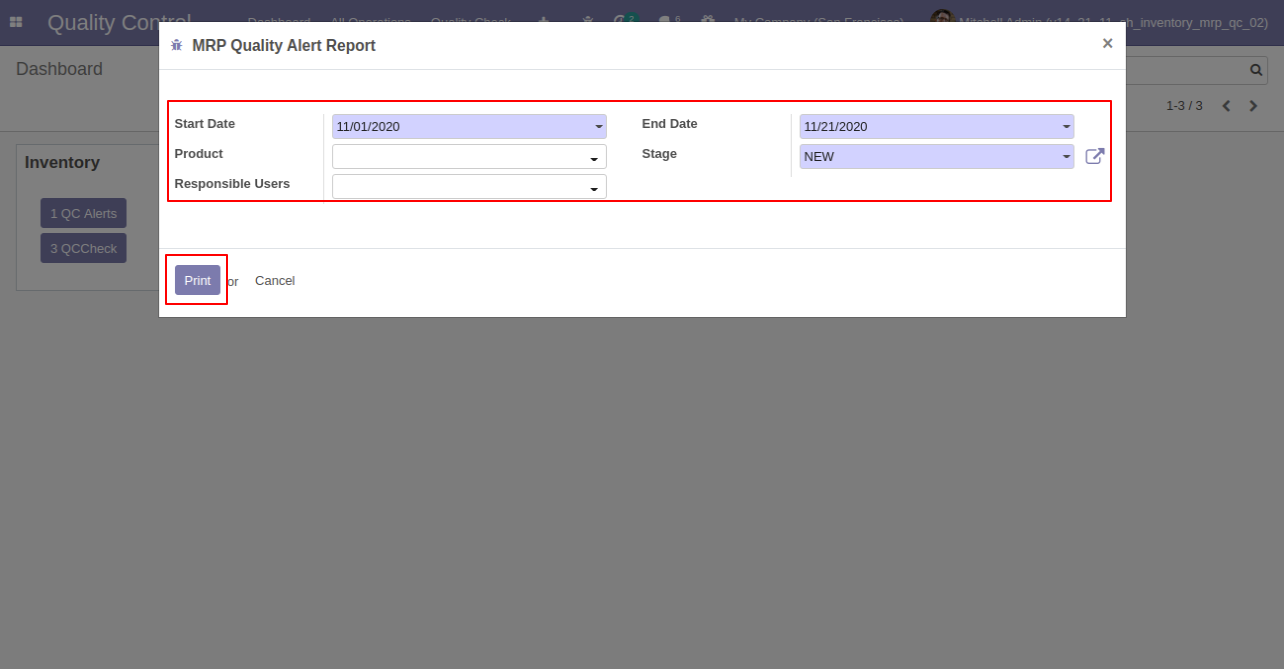 Quality Control Dashboard All Operations Quality Check 2 6 My Company (San Francisco) Mitchell Admin
h_inventory_mrp_qc_02)
MRP Quality Alert Report ×
Dashboard
1-3 / 3
Start Date 11/01/2020 End Date 11/21/2020
Product Stage NEW
Responsible Users
Inventory
1 QC Alerts
3 QCCheck
Print or Cancel